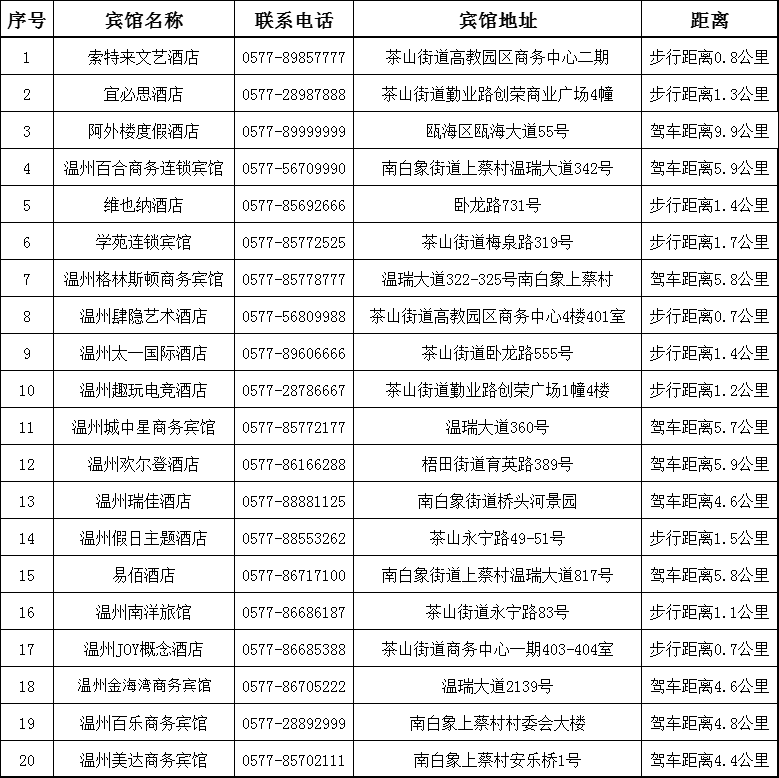 序号 宾馆名称 联系电话 宾馆地址 距离
1 索特来文艺酒店 0577-89857777 茶山街道高教园区商务中心二期 步行距离0.8公里
2 宜必思酒店 0577-28987888 茶山街道勤业路创荣商业广场4幢 步行距离1.3公里
3 阿外楼度假酒店 0577-89999999 瓯海区瓯海大道55号 驾车距离9.9公里
4 温州百合商务连锁宾馆 0577-56709990 南白象街道上蔡村温瑞大道342号 驾车距离5.9公里
5 维也纳酒店 0577-85692666 卧龙路731号 步行距离1.4公里
6 学苑连锁宾馆 0577-85772525 茶山街道梅泉路319号 步行距离1.7公里
7 温州格林斯顿商务宾馆 0577-85778777 温瑞大道322-325号南白象上蔡村 驾车距离5.8公里
8 温州肆隐艺术酒店 0577-56809988 茶山街道高教园区商务中心4楼401室 步行距离0.7公里
9 温州太一国际酒店 0577-89606666 茶山街道卧龙路555号 步行距离1.4公里
10 温州趣玩电竞酒店 0577-28786667 茶山街道勤业路创荣广场1幢4楼 步行距离1.2公里
11 温州城中星商务宾馆 0577-85772177 温瑞大道360号 驾车距离5.7公里
12 温州欢尔登酒店 0577-86166288 梧田街道育英路389号 驾车距离5.9公里
13 温州瑞佳酒店 0577-88881125 南白象街道桥头河景园 驾车距离4.6公里
14 温州假日主题酒店 0577-88553262 茶山永宁路49-51号 步行距离1.5公里
15 易佰酒店 0577-86717100 南白象街道上蔡村温瑞大道817号 驾车距离5.8公里
16 温州南洋旅馆 0577-86686187 茶山街道永宁路83号 步行距离1.1公里
17 温州JOY概念酒店 0577-86685388 茶山街道商务中心一期403-404室 步行距离0.7公里
18 温州金海湾商务宾馆 0577-86705222 温瑞大道2139号 驾车距离4.6公里
19 温州百乐商务宾馆 0577-28892999 南白象上蔡村村委会大楼 驾车距离4.8公里
20 温州美达商务宾馆 0577-85702111 南白象上蔡村安乐桥1号 驾车距离4.4公里